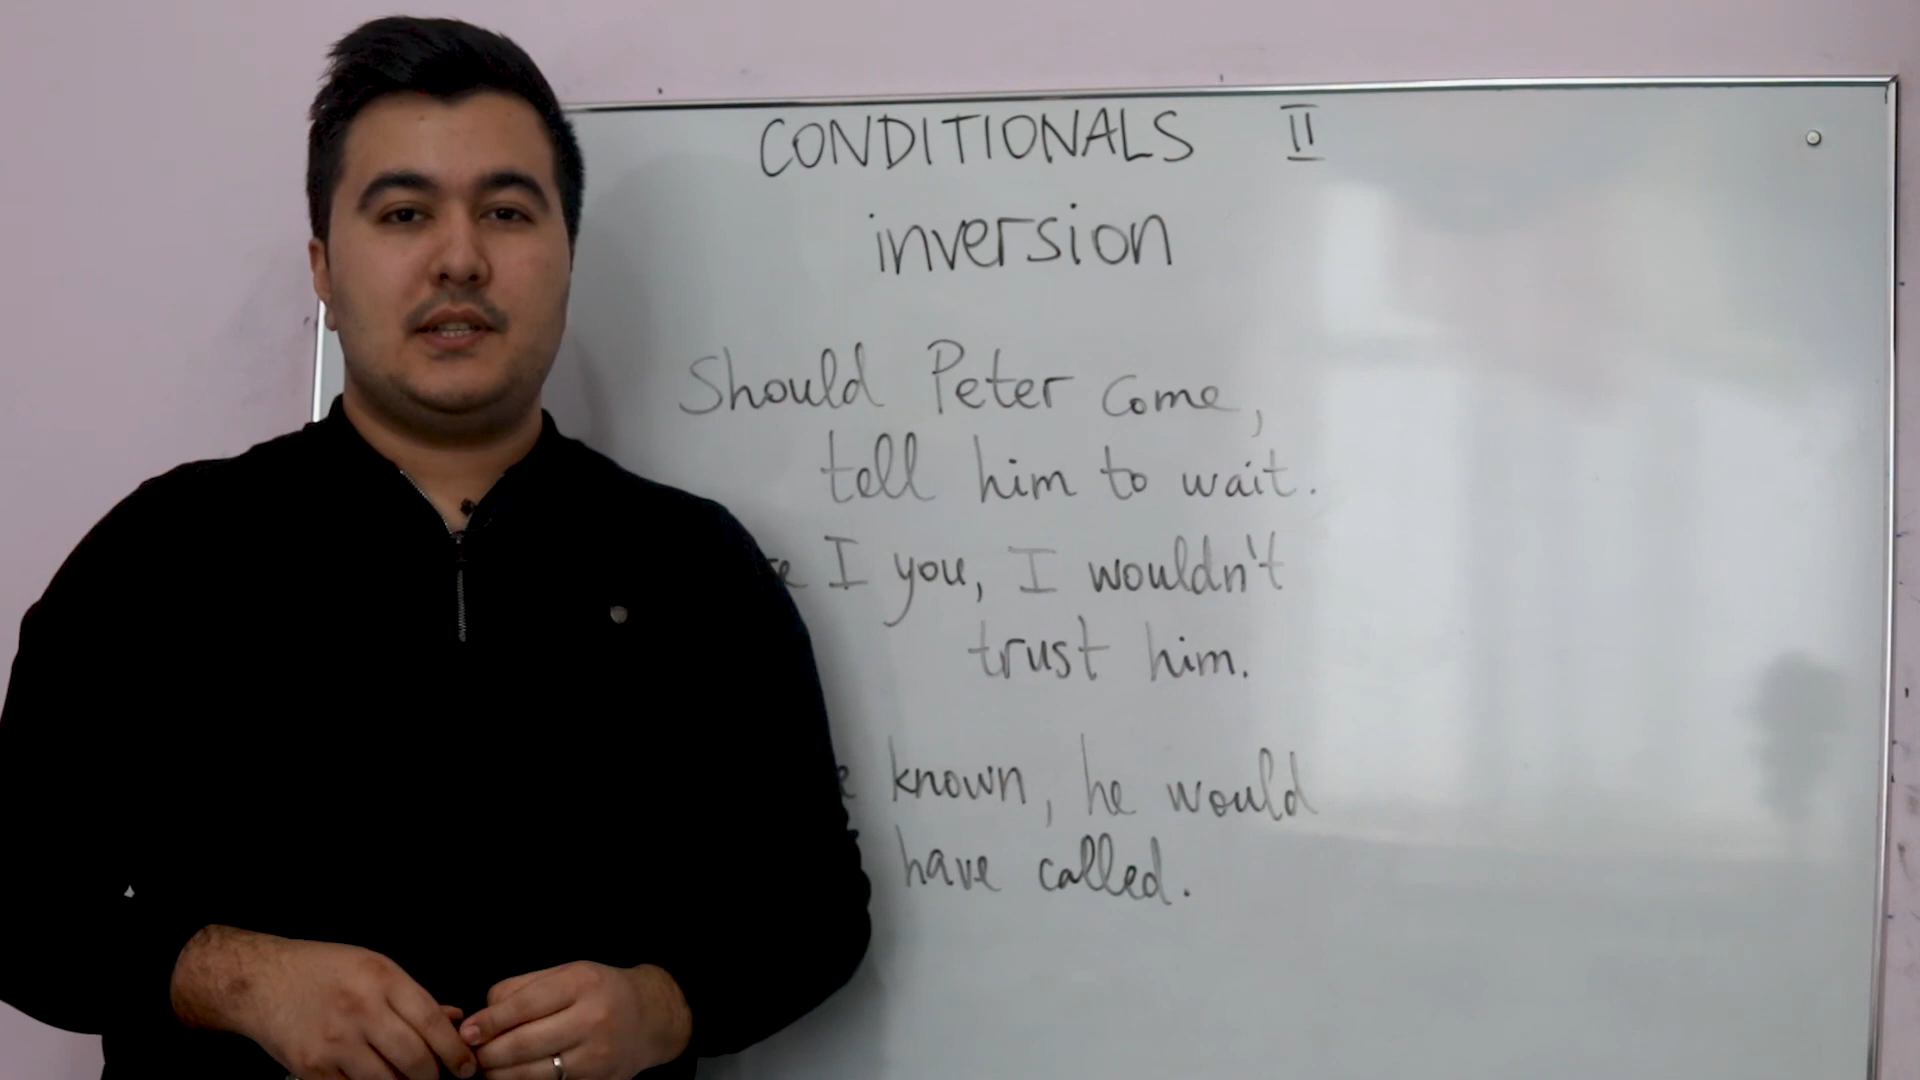 CONDITIONALS II
inversion
Should Peter come,
tell him to wait.
I you, I wouldn't
trust him.
known, he would
have called.